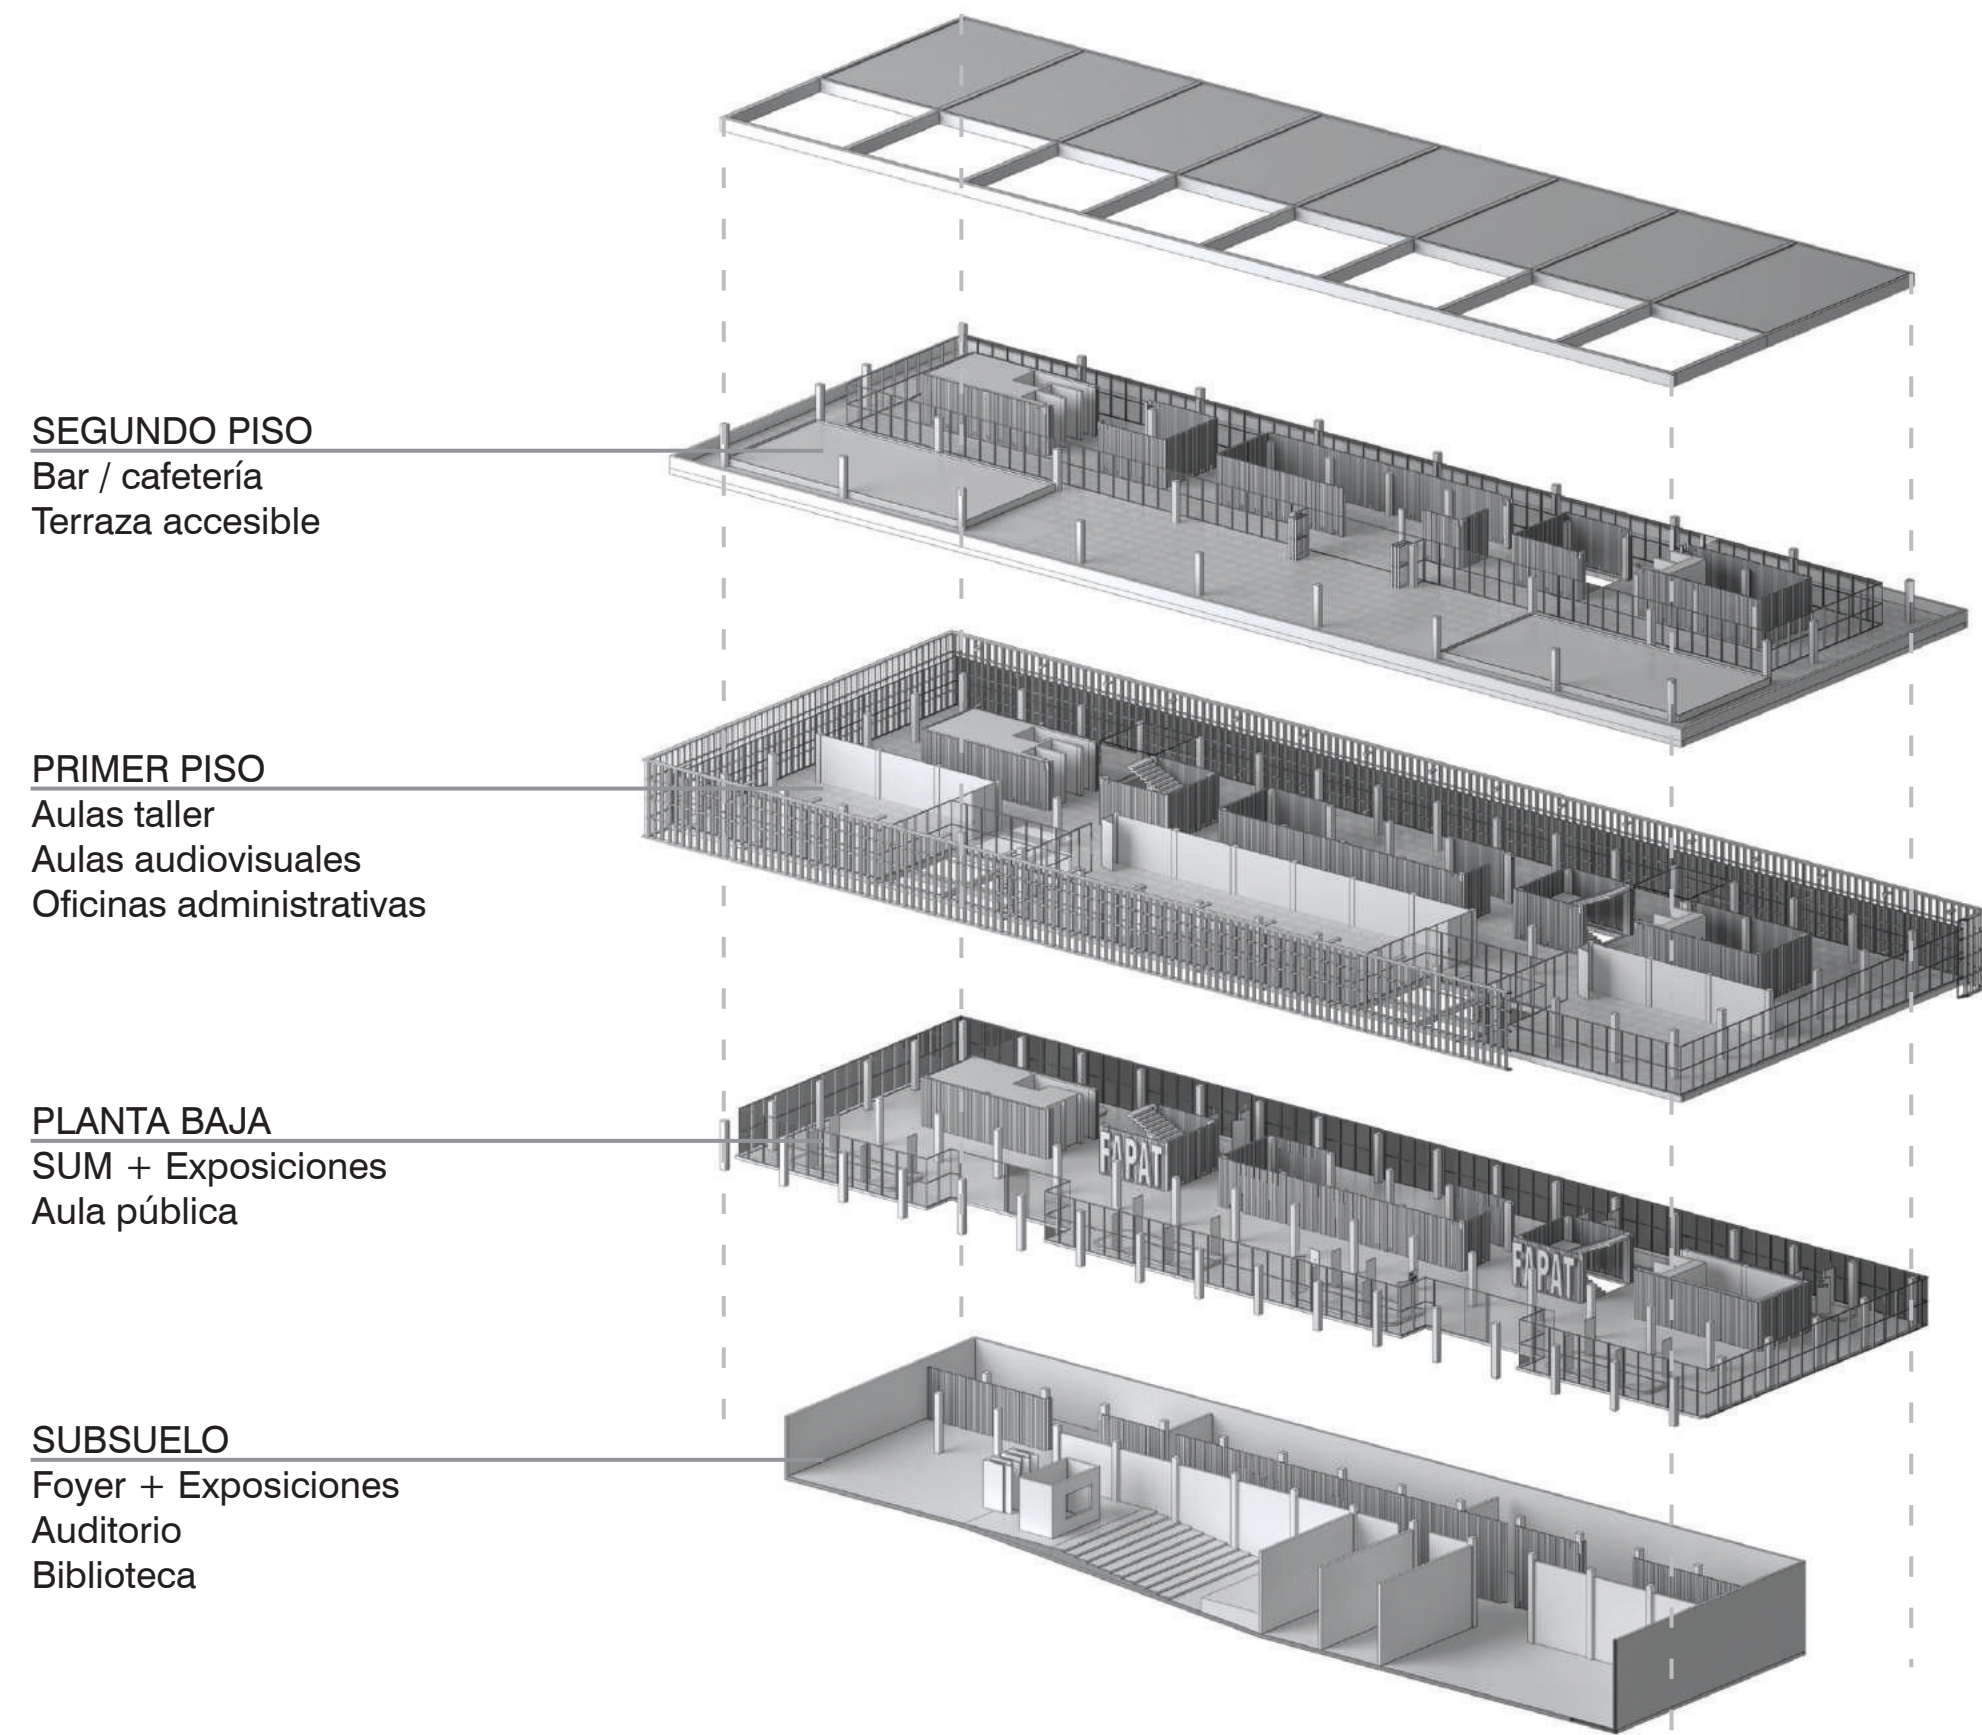 SEGUNDO PISO
Bar / cafetería
Terraza accesible
PRIMER PISO
Aulas taller
Aulas audiovisuales
Oficinas administrativas
PLANTA BAJA
SUM + Exposiciones
Aula pública
FAPAT
FAPAT
SUBSUELO
Foyer + Exposiciones
Auditorio
Biblioteca